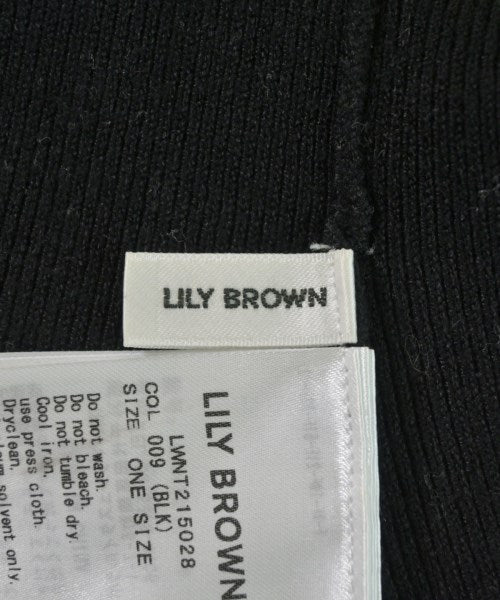 LILY BROWN
LILY BROWN
LWNT215028
COL 009 (BLK)
SIZE ONE SIZE
Do not wash.
Do not bleach.
Do not tumble dry.
Cool iron,
use press cloth.
Dryclean.
solvent only.